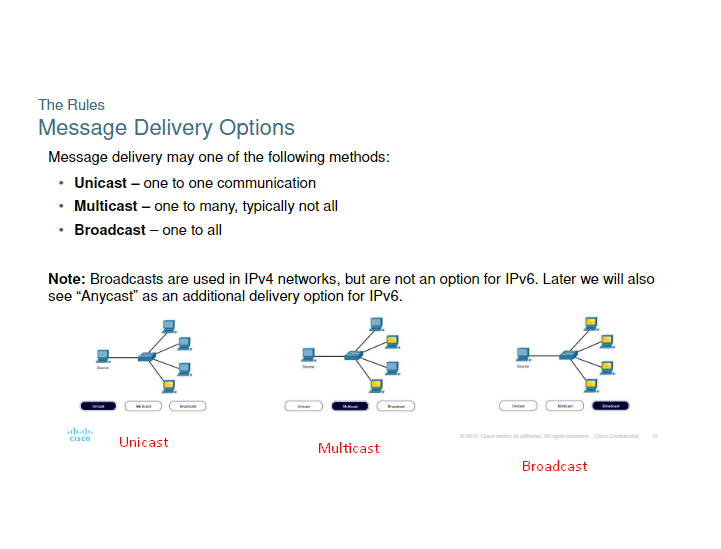 The Rules
Message Delivery Options
Message delivery may one of the following methods:
• Unicast – one to one communication
• Multicast – one to many, typically not all
• Broadcast – one to all
Note: Broadcasts are used in IPv4 networks, but are not an option for IPv6. Later we will also
see “Anycast” as an additional delivery option for IPv6.
Source
Source
Source
Unicast Multicast Broadcast
Unicast Multicast Broadcast
Unicast Multicast Broadcast
cisco
© 2016 Cisco and/or its affiliates. All rights reserved. Cisco Confidential
Unicast
Multicast
Broadcast